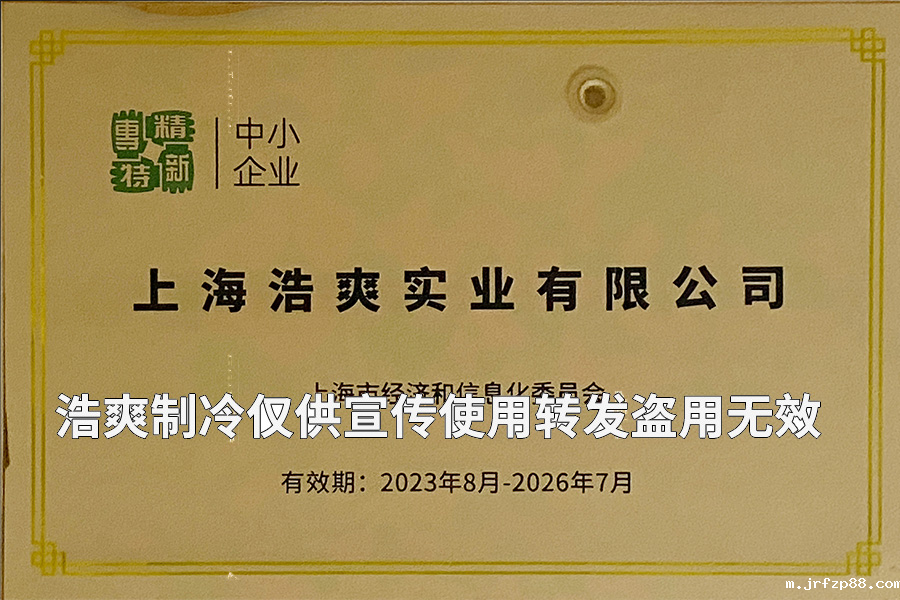 專精特新
中小
企业
上海浩爽实业有限公司
上海市经济和信息化委员会
浩爽制冷仅供宣传使用转发盗用无效
有效期：2023年8月-2026年7月
m.jrfzp88.com